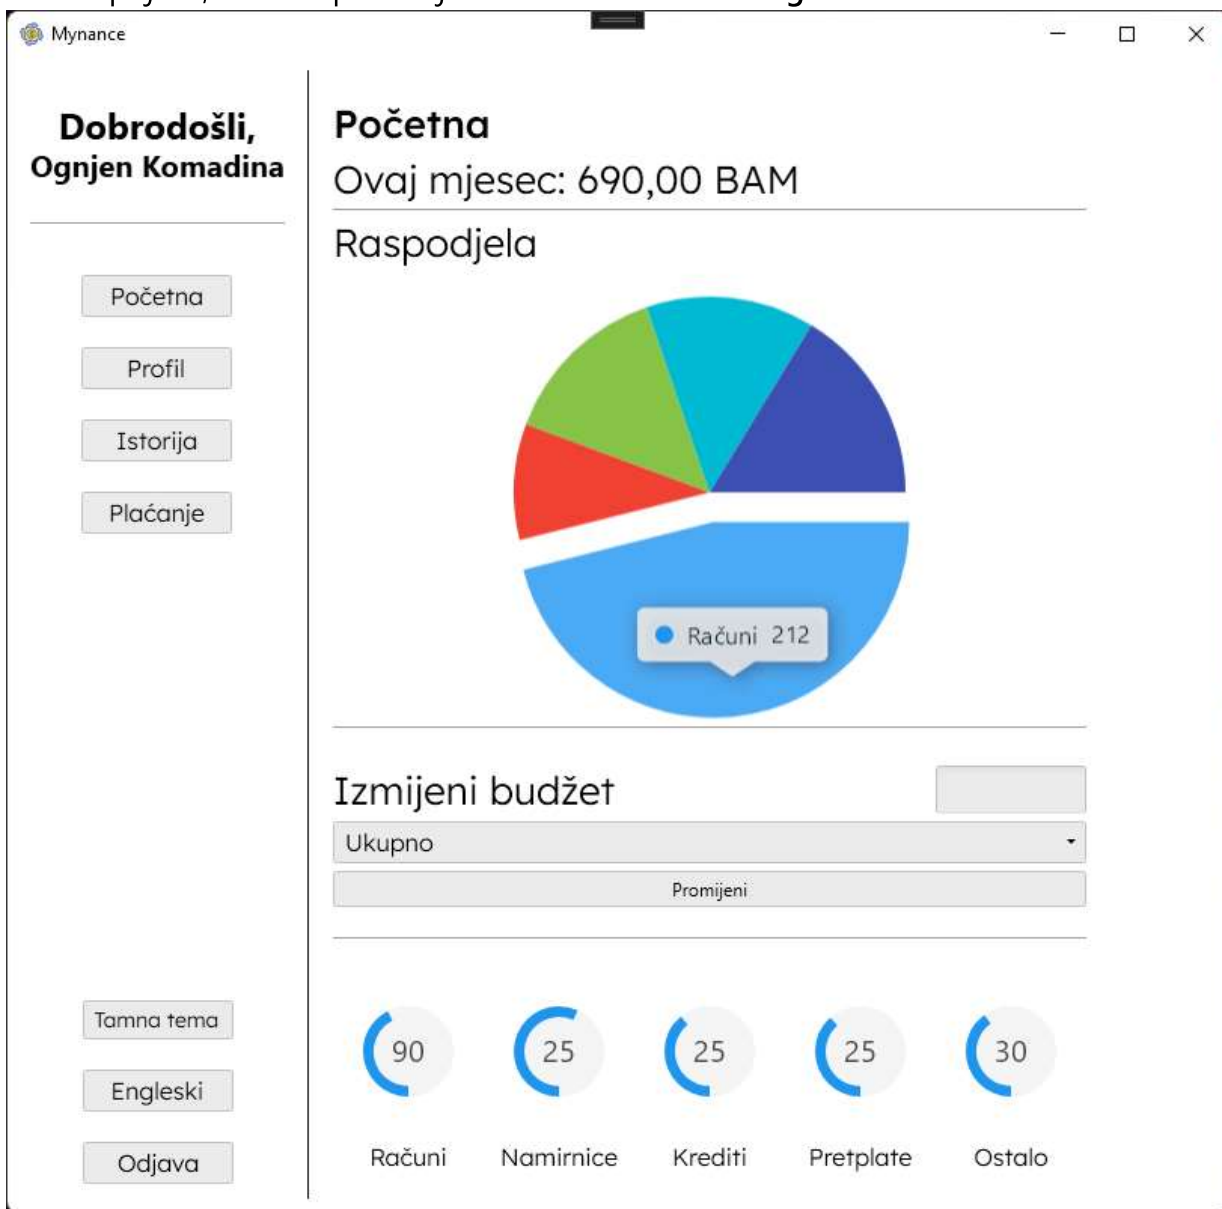 Mynance
Dobrodošli,
Ognjen Komadina
Početna
Profil
Istorija
Plaćanje
Tamna tema
Engleski
Odjava
Početna
Ovaj mjesec: 690,00 BAM
Raspodjela
Računi 212
Izmijeni budžet
Ukupno
Promijeni
90 25 25 25 30
Računi Namirnice Krediti Pretplate Ostalo